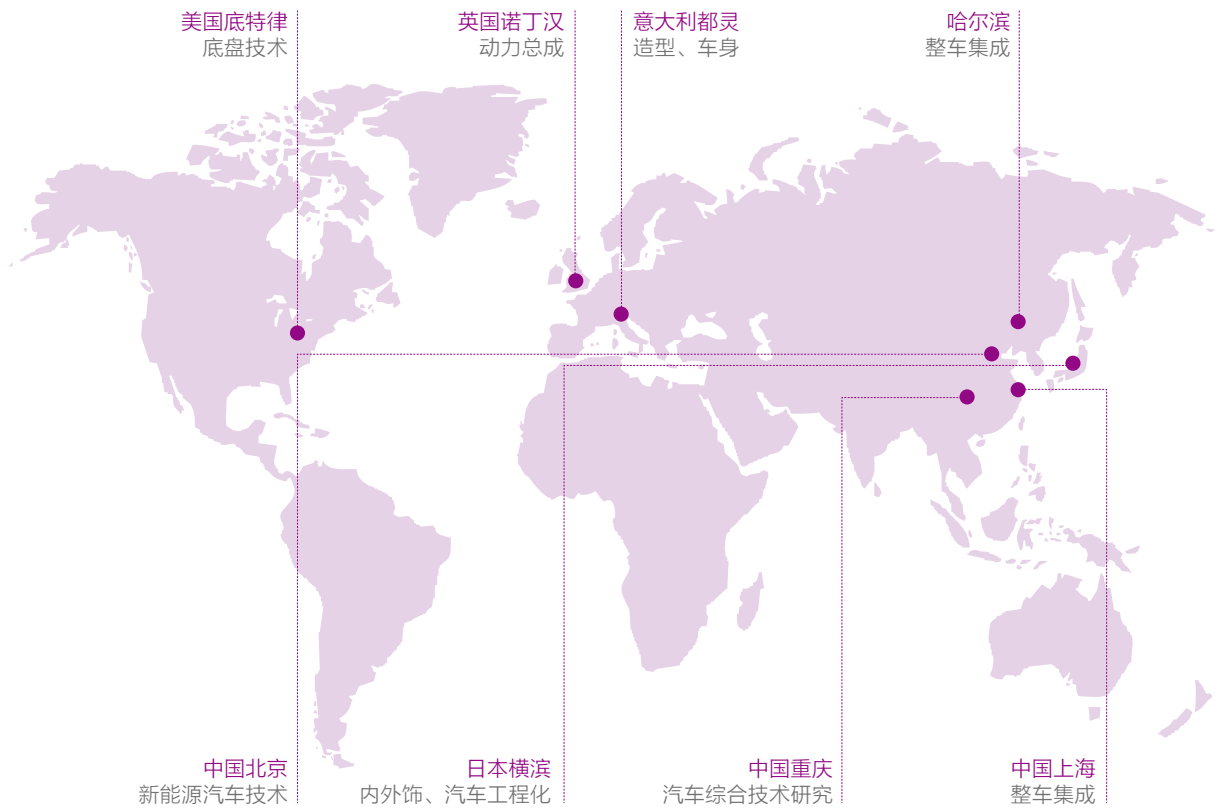 美国底特律
底盘技术
英国诺丁汉
动力总成
意大利都灵
造型、车身
哈尔滨
整车集成
中国北京
新能源汽车技术
日本横滨
内外饰、汽车工程化
中国重庆
汽车综合技术研究
中国上海
整车集成